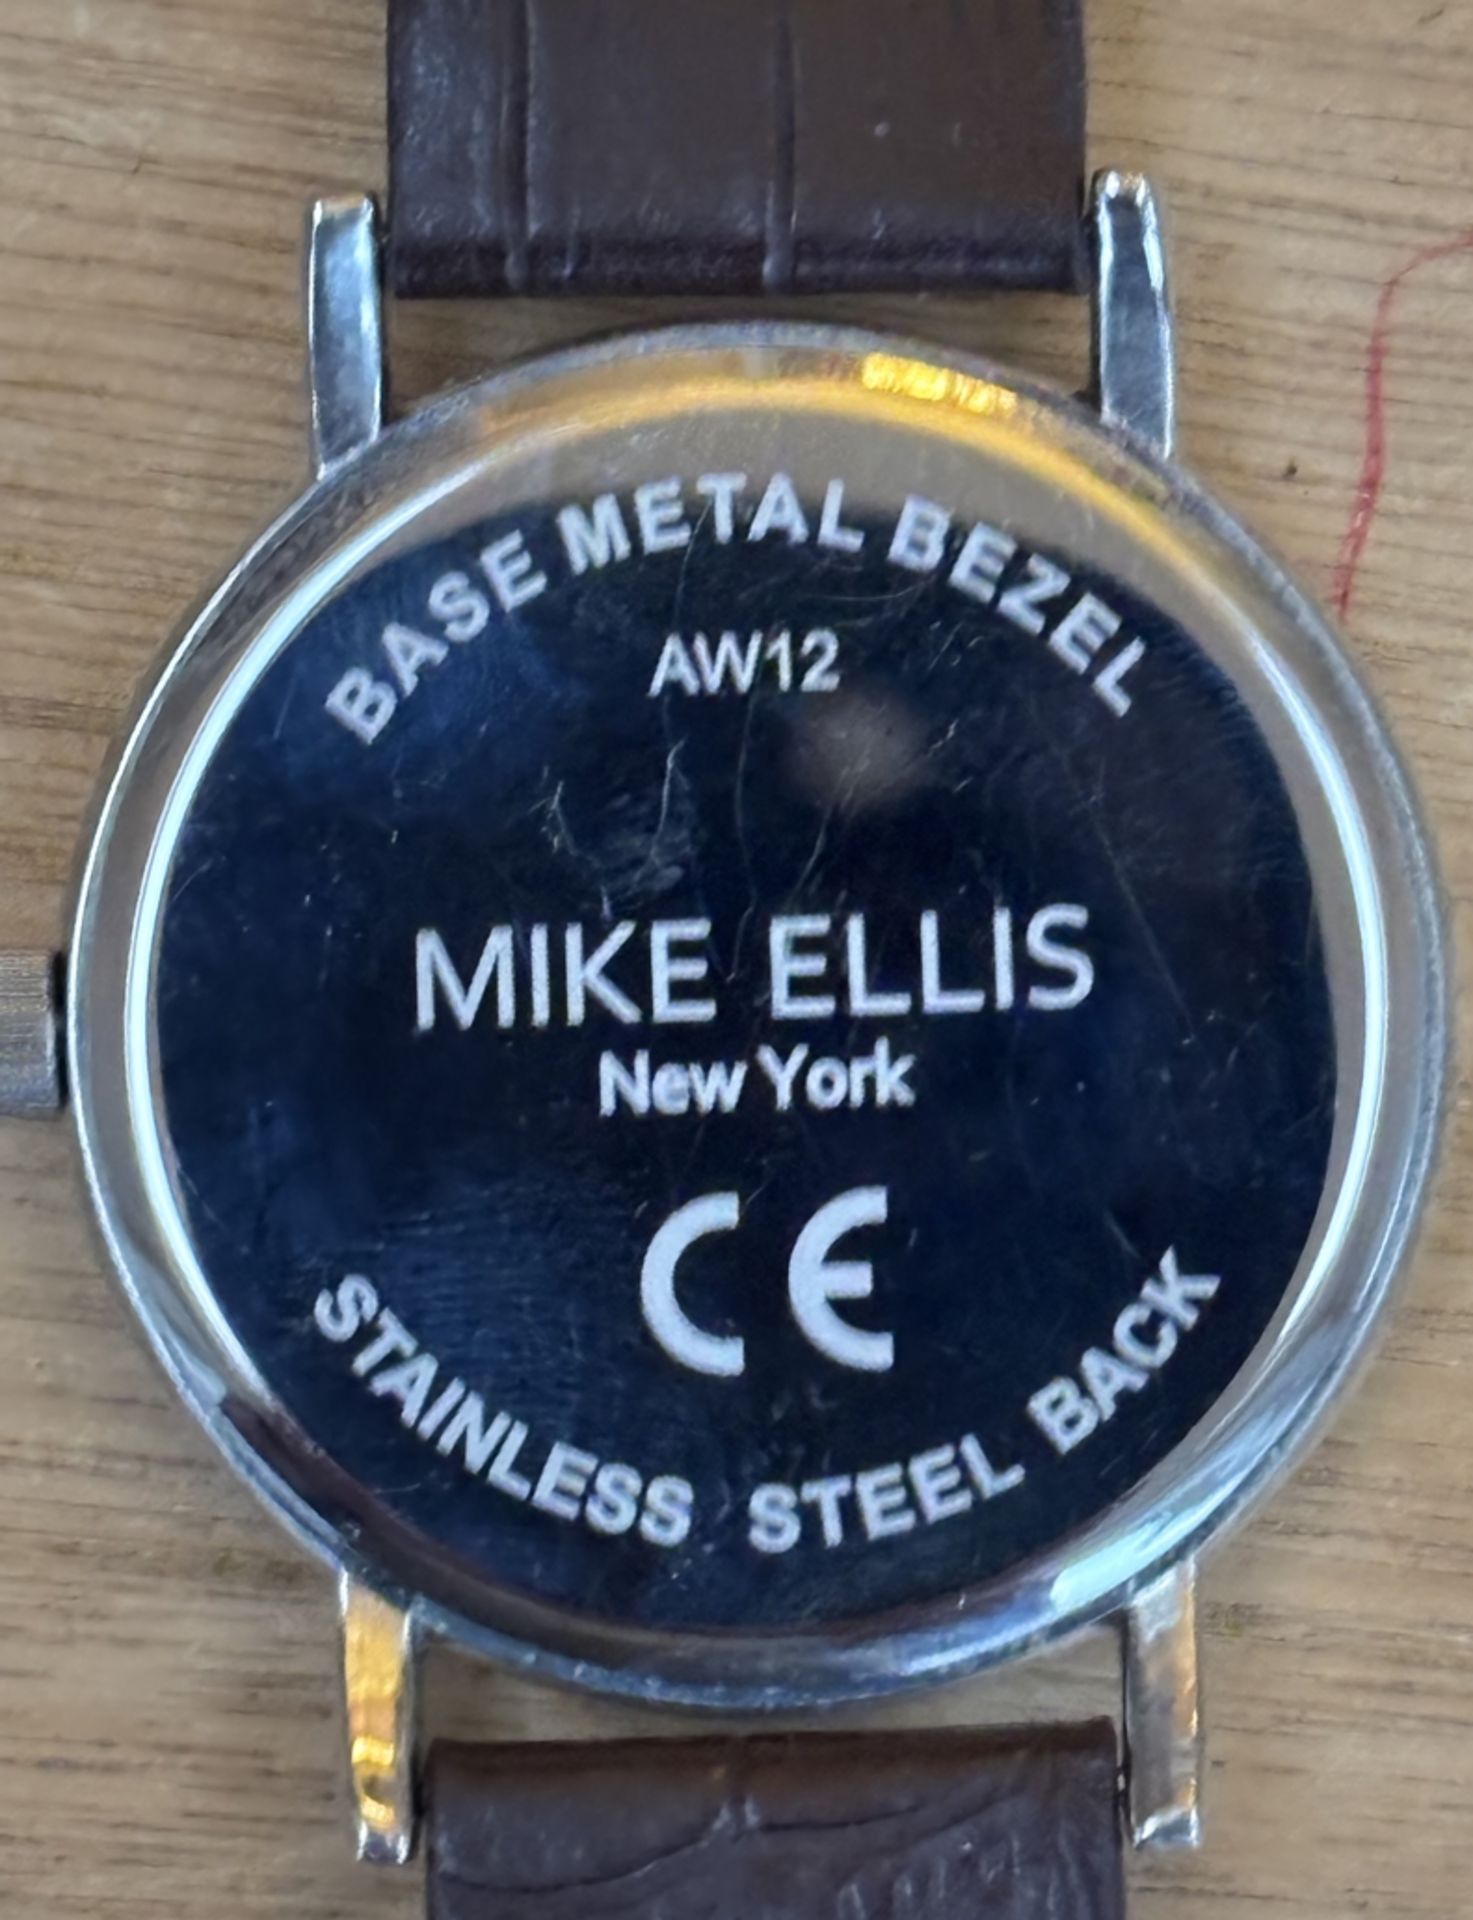 BASE METAL BEZEL
AW12
MIKE ELLIS
New York
CE
STAINLESS STEEL BACK